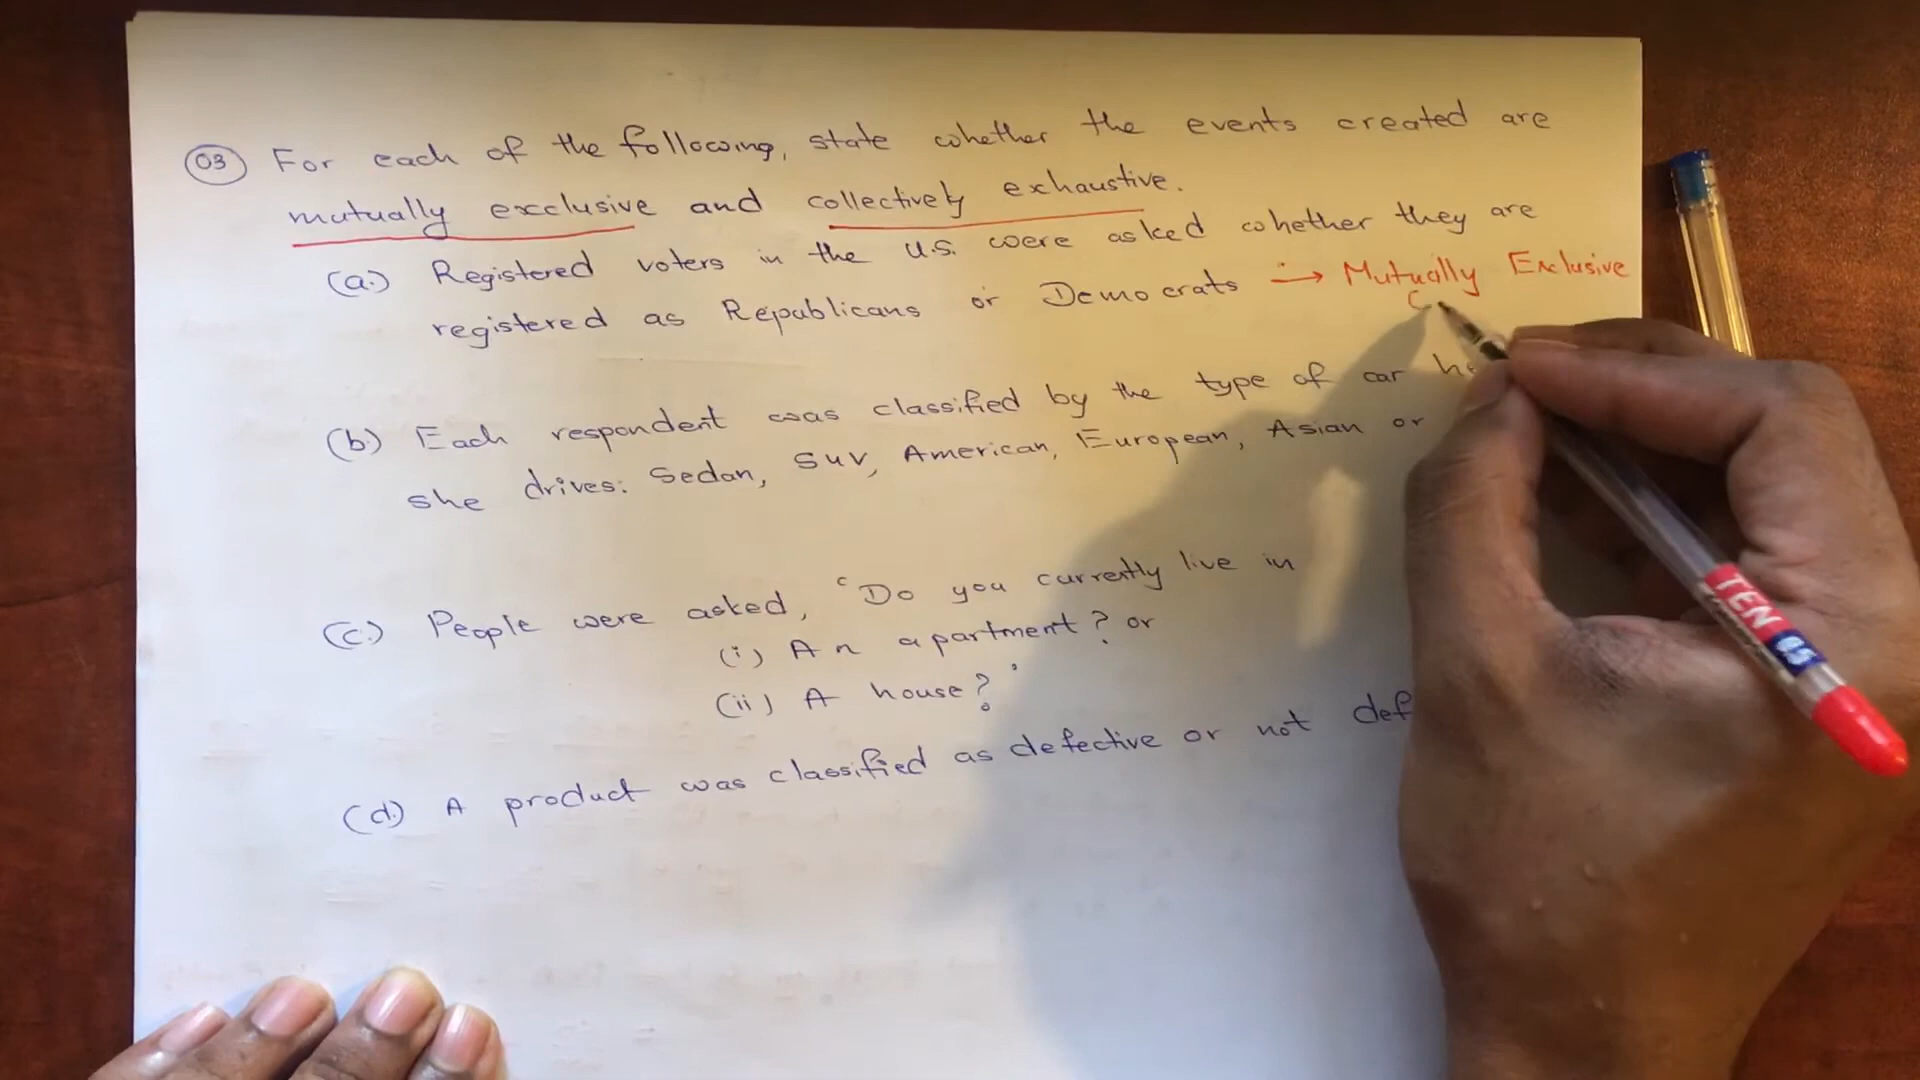 03 For each of the following, state whether the events created are
mutually exclusive and collectively exhaustive.
(a.) Registered voters in the U.S. were asked whether they are
registered as Republicans or Democrats → Mutually Exclusive
C
(b.) Each respondent was classified by the type of car he
she drives: Sedan, SUV, American, European, Asian or
(c.) People were asked, 'Do you currently live in
(i) An apartment? or
(ii) A house?'
(d.) A product was classified as defective or not def
TEN
0.5